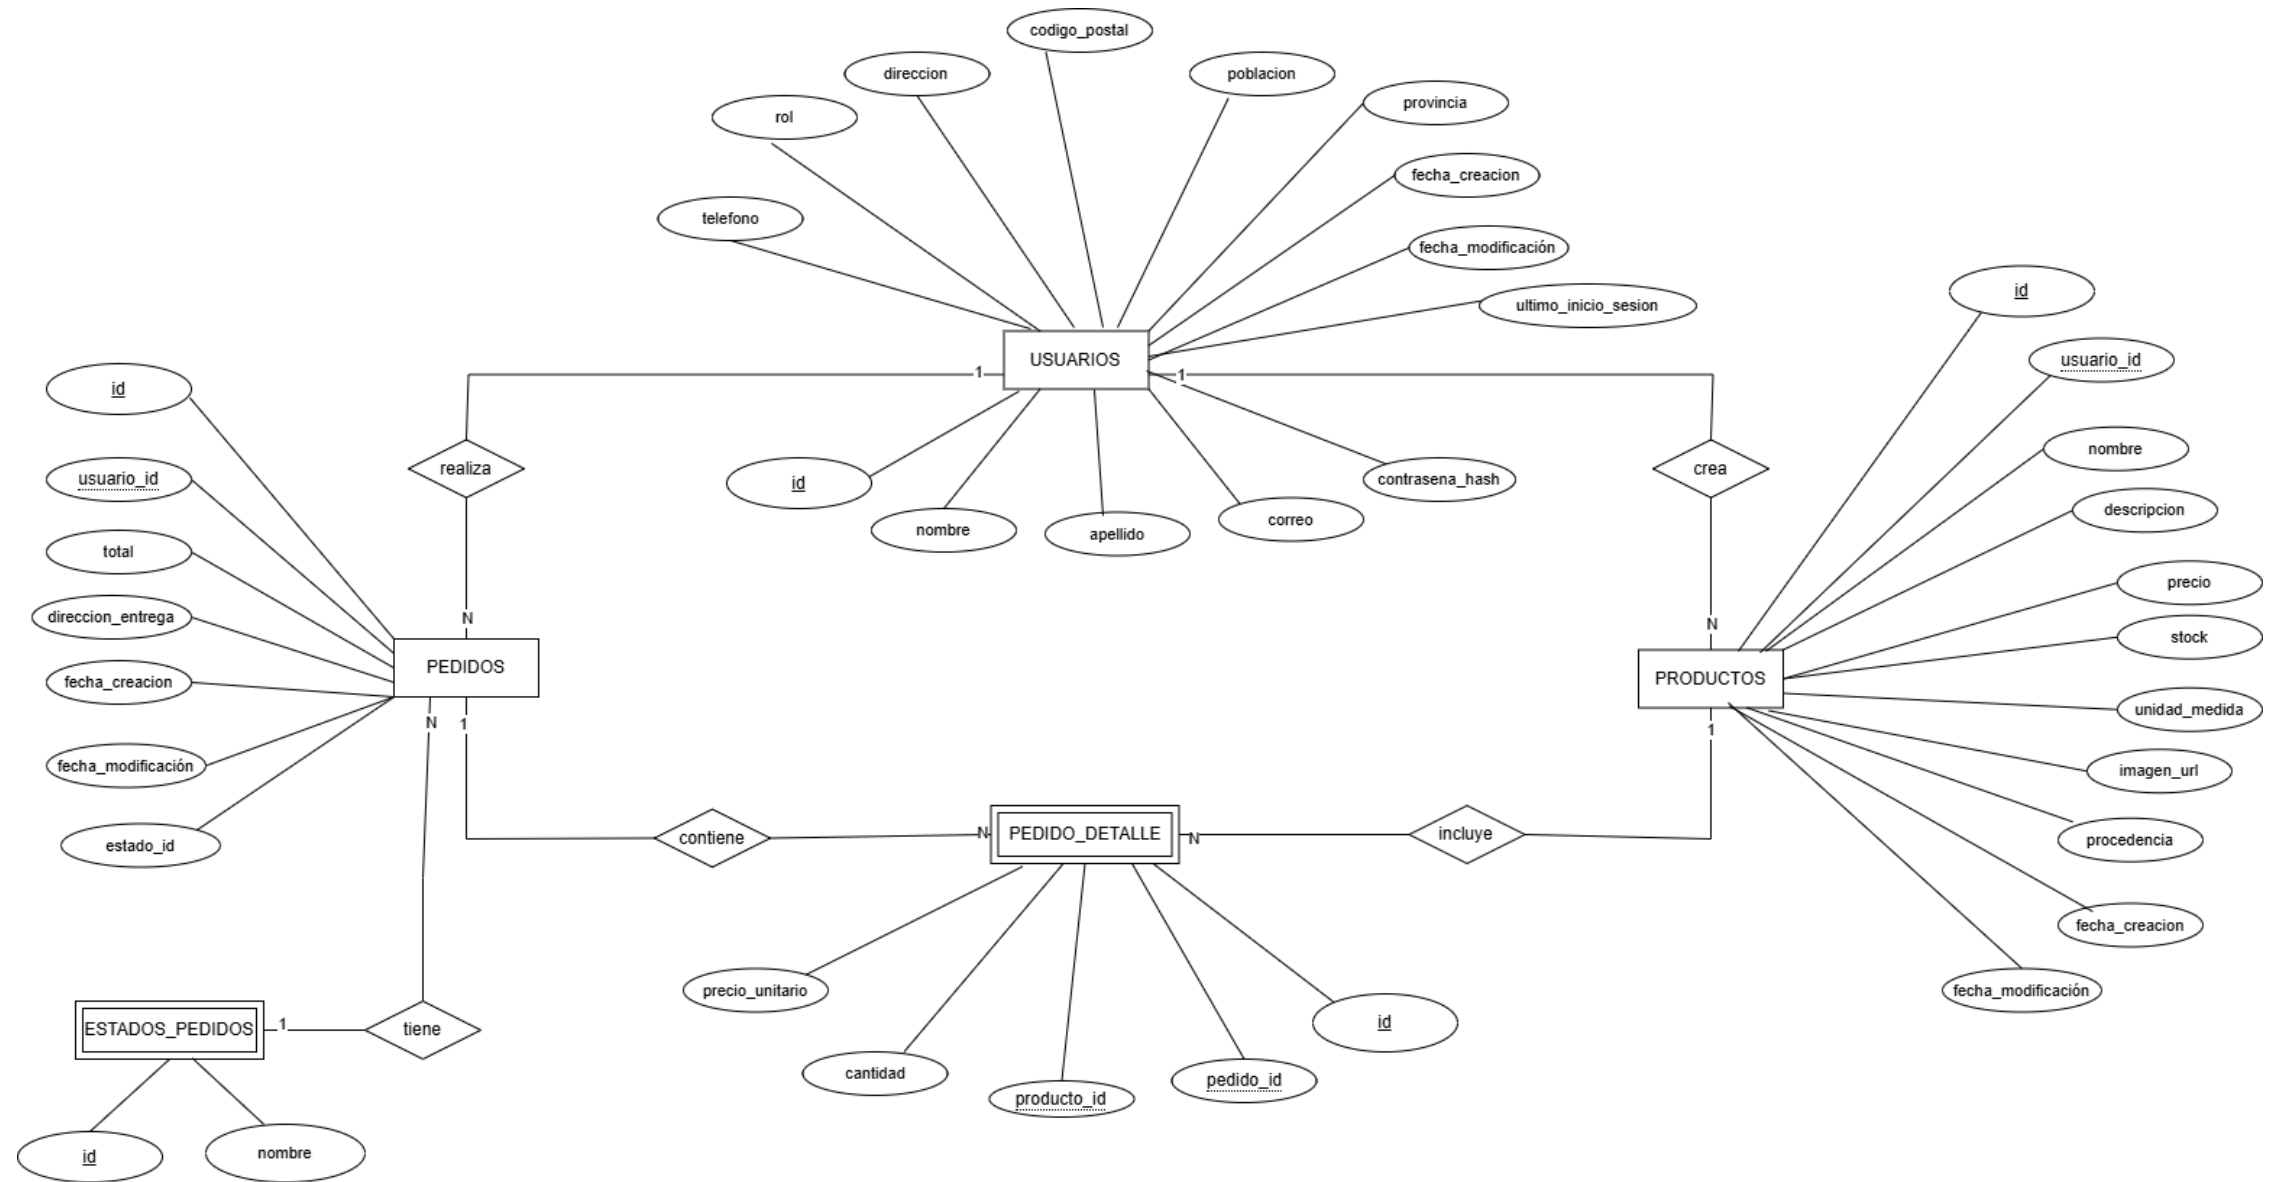 codigo_postal
direccion
poblacion
provincia
rol
fecha_creacion
telefono
fecha_modificación
ultimo_inicio_sesion
id
USUARIOS
usuario_id
1
1
id
nombre
realiza
crea
usuario_id
id
contrasena_hash
descripcion
nombre
apellido
correo
total
precio
direccion_entrega
N
N
stock
PEDIDOS
PRODUCTOS
fecha_creacion
unidad_medida
N
1
1
fecha_modificación
imagen_url
contiene
N
PEDIDO_DETALLE
N
incluye
estado_id
procedencia
fecha_creacion
precio_unitario
fecha_modificación
id
ESTADOS_PEDIDOS
1
tiene
cantidad
pedido_id
producto_id
id
nombre